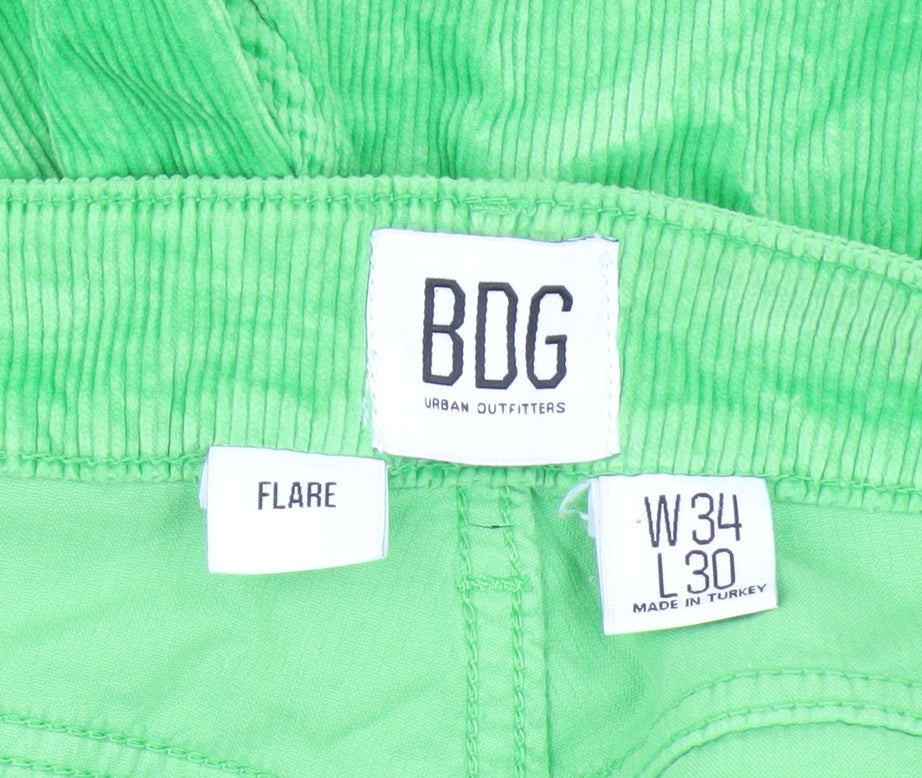 BDG
URBAN OUTFITTERS
FLARE
W 34
L 30
MADE IN TURKEY